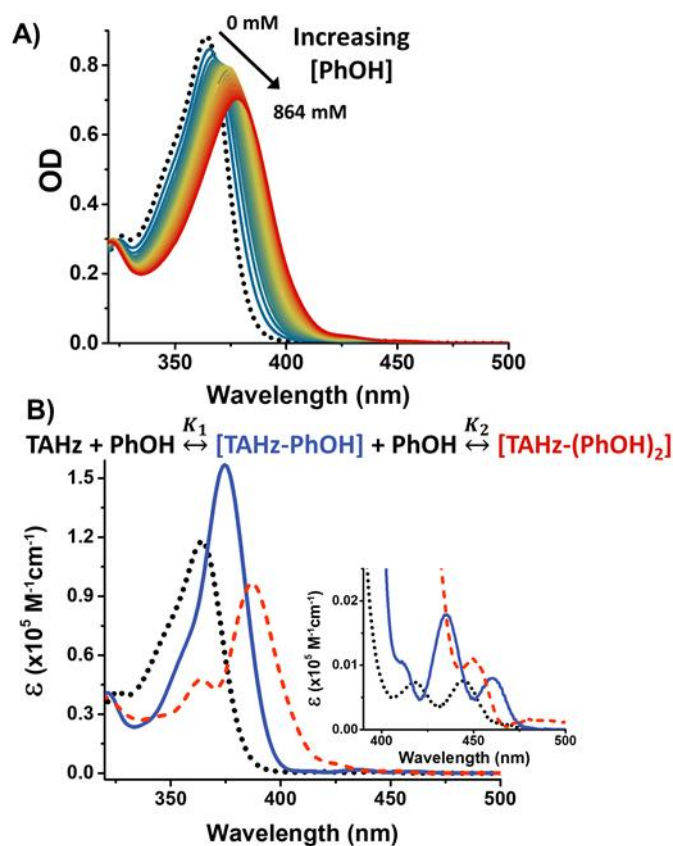 A)
0 mM
Increasing
[PhOH]
864 mM
OD
0.8
0.6
0.4
0.2
0.0
350 400 450 500
Wavelength (nm)
B)
K₁ K₂
TAHz + PhOH ↔ [TAHz-PhOH] + PhOH ↔ [TAHz-(PhOH)₂]
ε (x10⁵ M⁻¹cm⁻¹)
1.5
1.2
0.9
0.6
0.3
0.0
350 400 450 500
Wavelength (nm)
ε (x10⁵ M⁻¹cm⁻¹)
0.02
0.01
0.00
400 450 500
Wavelength (nm)